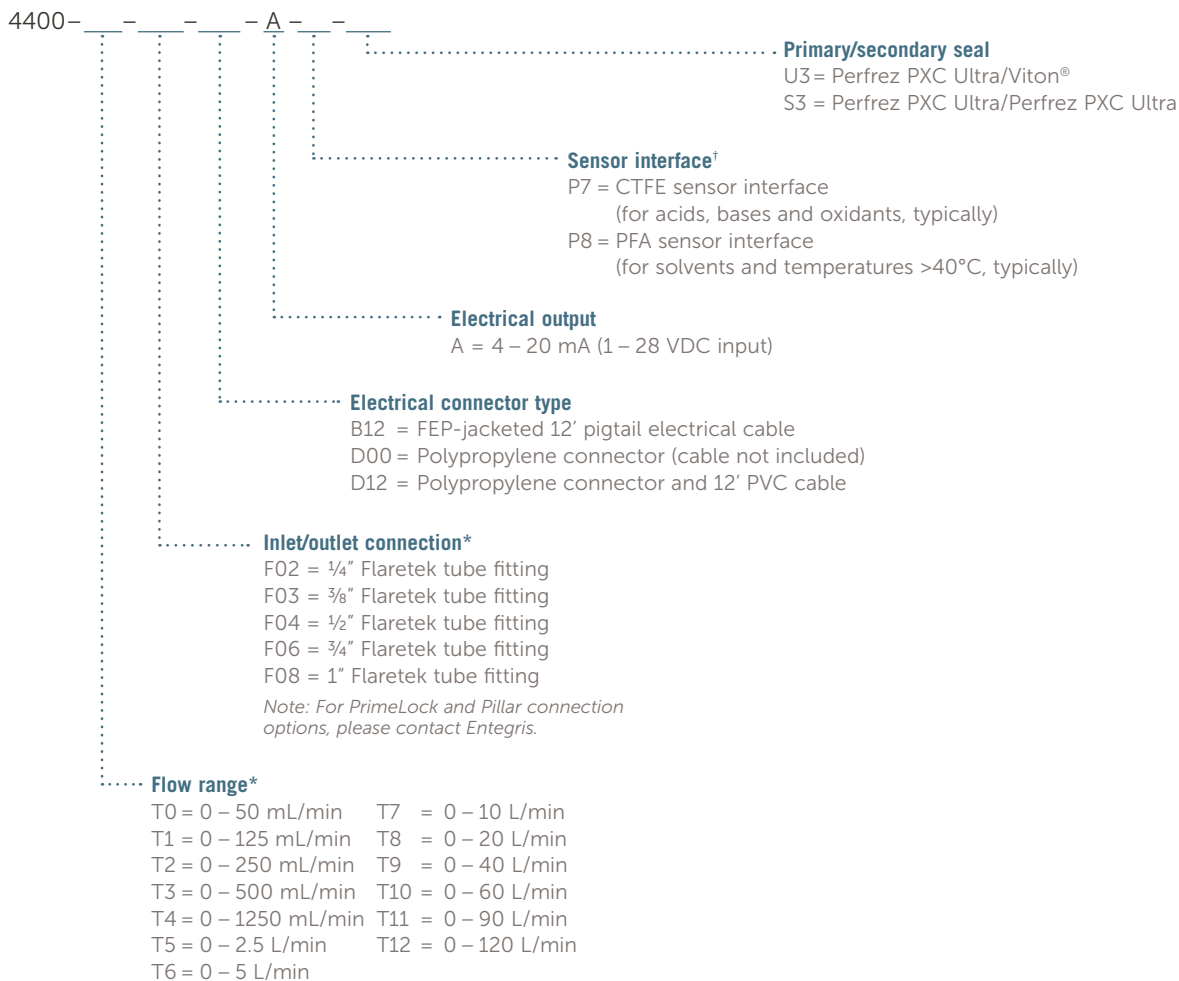 4400–___–___–___–A–__–___
Primary/secondary seal
U3 = Perfrez PXC Ultra/Viton®
S3 = Perfrez PXC Ultra/Perfrez PXC Ultra
Sensor interface†
P7 = CTFE sensor interface
(for acids, bases and oxidants, typically)
P8 = PFA sensor interface
(for solvents and temperatures >40°C, typically)
Electrical output
A = 4 – 20 mA (1 – 28 VDC input)
Electrical connector type
B12 = FEP-jacketed 12′ pigtail electrical cable
D00 = Polypropylene connector (cable not included)
D12 = Polypropylene connector and 12′ PVC cable
Inlet/outlet connection*
F02 = ¼″ Flaretek tube fitting
F03 = ⅜″ Flaretek tube fitting
F04 = ½″ Flaretek tube fitting
F06 = ¾″ Flaretek tube fitting
F08 = 1″ Flaretek tube fitting
Note: For PrimeLock and Pillar connection
options, please contact Entegris.
Flow range*
T0 = 0 – 50 mL/min T7 = 0 – 10 L/min
T1 = 0 – 125 mL/min T8 = 0 – 20 L/min
T2 = 0 – 250 mL/min T9 = 0 – 40 L/min
T3 = 0 – 500 mL/min T10 = 0 – 60 L/min
T4 = 0 – 1250 mL/min T11 = 0 – 90 L/min
T5 = 0 – 2.5 L/min T12 = 0 – 120 L/min
T6 = 0 – 5 L/min